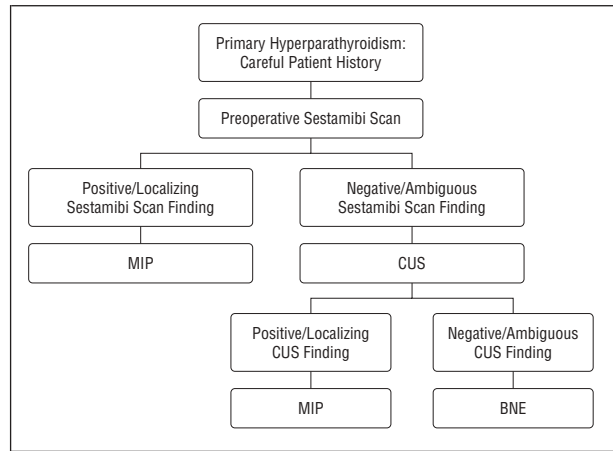 Primary Hyperparathyroidism:
Careful Patient History
Preoperative Sestamibi Scan
Positive/Localizing
Sestamibi Scan Finding
Negative/Ambiguous
Sestamibi Scan Finding
MIP
CUS
Positive/Localizing
CUS Finding
Negative/Ambiguous
CUS Finding
MIP
BNE